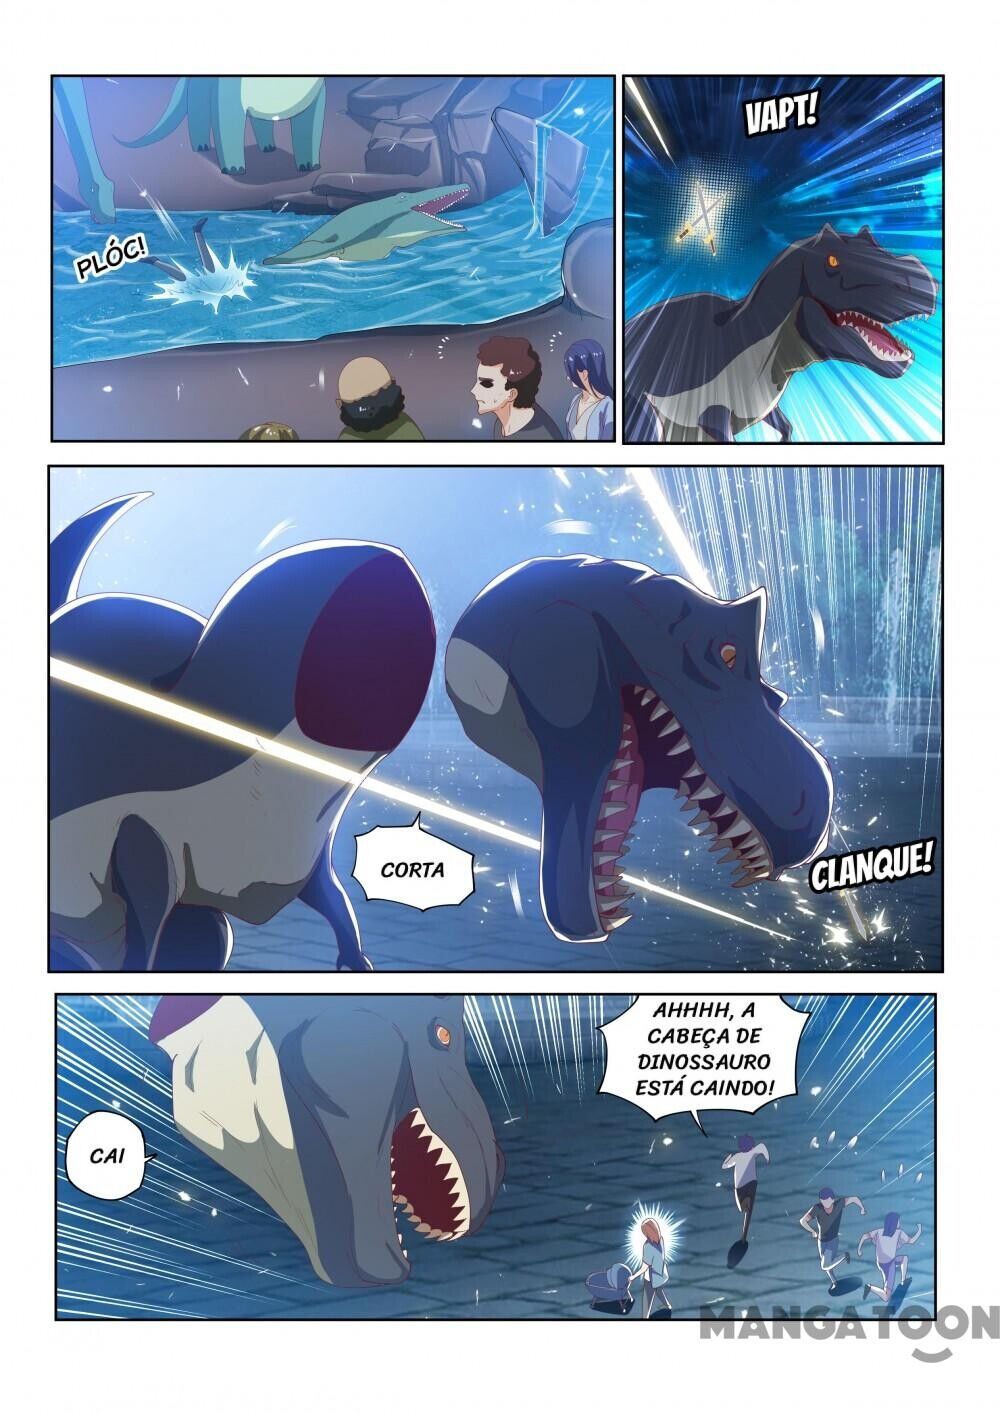 PLÓC!
VAPT!
CORTA
CLANQUE!
AHHHH, A
CABEÇA DE
DINOSSAURO
ESTÁ CAINDO!
CAI
MANGATOON